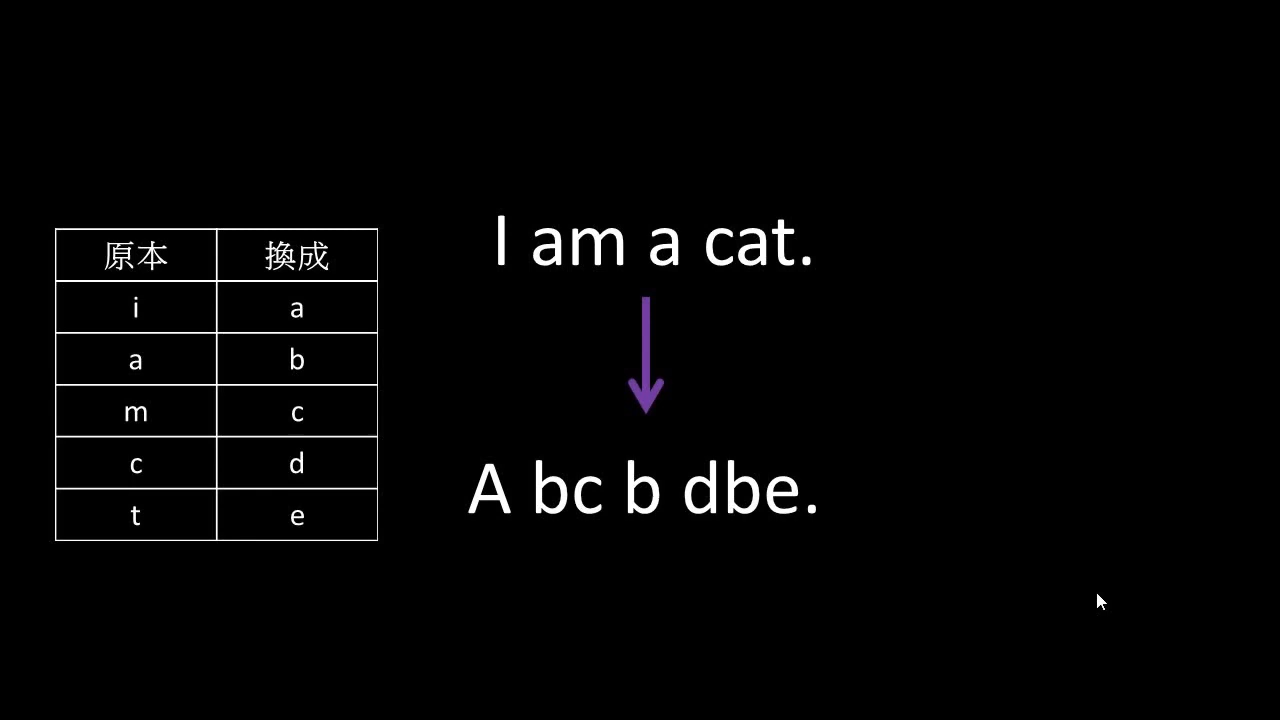 原本 換成
i a
a b
m c
c d
t e
I am a cat.
A bc b dbe.